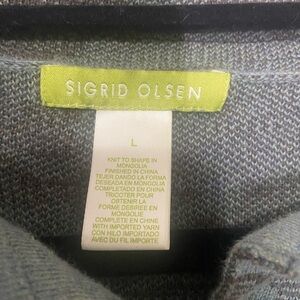 SIGRID OLSEN
L
KNIT TO SHAPE IN
MONGOLIA
FINISHED IN CHINA
TEJER DANDO LA FORMA
DESEADA EN MONGOLIA
COMPLETADO EN CHINA
TRICOTER POUR
OBTENIR LA
FORME EN
MONGOLIE
COMPLETE EN CHINE
WITH IMPORTED YARN
CON HILO IMPORTADO
AVEC DU FIL IMPORTE